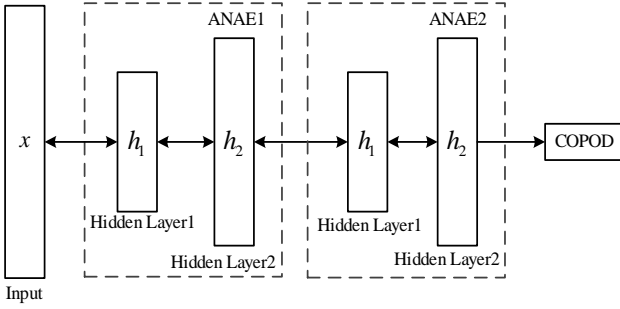 ANAE1
ANAE2
x
h1
h2
h1
h2
COPOD
Hidden Layer1
Hidden Layer1
Hidden Layer2
Hidden Layer2
Input